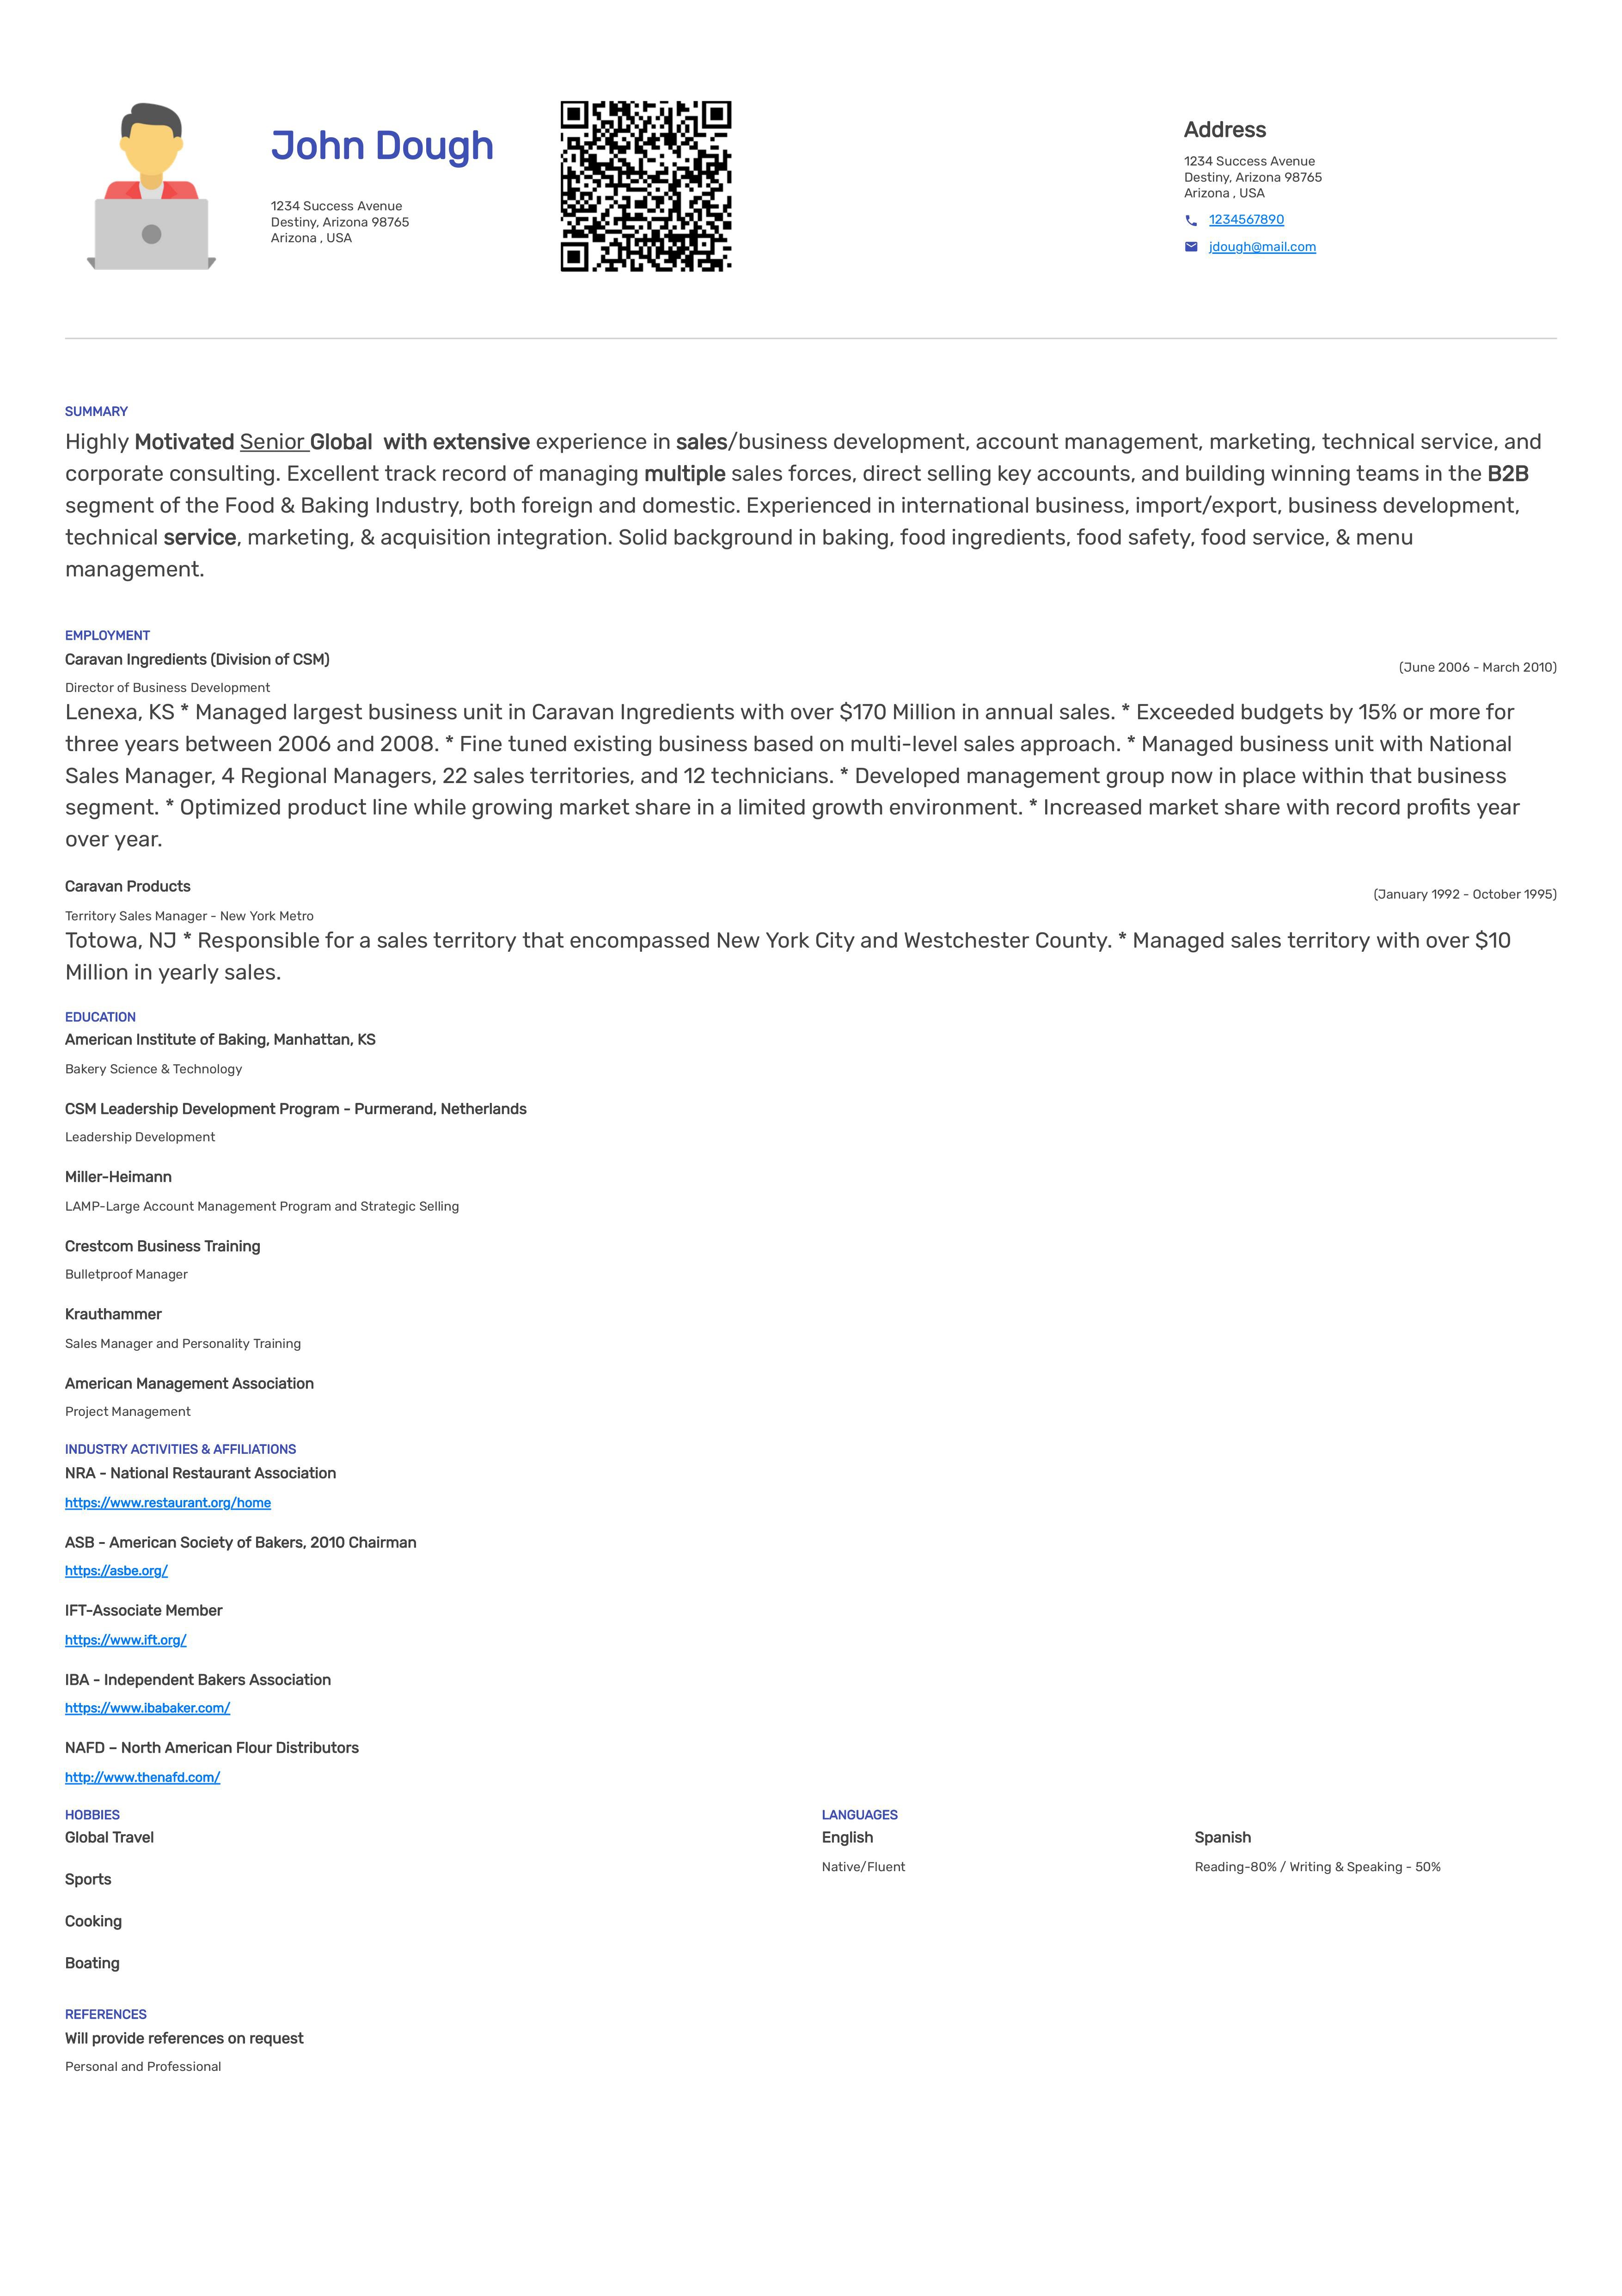 John Dough
1234 Success Avenue
Destiny, Arizona 98765
Arizona , USA
Address
1234 Success Avenue
Destiny, Arizona 98765
Arizona , USA
1234567890
jdough@mail.com
SUMMARY
Highly Motivated Senior Global  with extensive experience in sales/business development, account management, marketing, technical service, and
corporate consulting. Excellent track record of managing multiple sales forces, direct selling key accounts, and building winning teams in the B2B
segment of the Food & Baking Industry, both foreign and domestic. Experienced in international business, import/export, business development,
technical service, marketing, & acquisition integration. Solid background in baking, food ingredients, food safety, food service, & menu
management.
EMPLOYMENT
Caravan Ingredients (Division of CSM)
(June 2006 - March 2010)
Director of Business Development
Lenexa, KS * Managed largest business unit in Caravan Ingredients with over $170 Million in annual sales. * Exceeded budgets by 15% or more for
three years between 2006 and 2008. * Fine tuned existing business based on multi-level sales approach. * Managed business unit with National
Sales Manager, 4 Regional Managers, 22 sales territories, and 12 technicians. * Developed management group now in place within that business
segment. * Optimized product line while growing market share in a limited growth environment. * Increased market share with record profits year
over year.
Caravan Products
(January 1992 - October 1995)
Territory Sales Manager - New York Metro
Totowa, NJ * Responsible for a sales territory that encompassed New York City and Westchester County. * Managed sales territory with over $10
Million in yearly sales.
EDUCATION
American Institute of Baking, Manhattan, KS
Bakery Science & Technology
CSM Leadership Development Program - Purmerand, Netherlands
Leadership Development
Miller-Heimann
LAMP-Large Account Management Program and Strategic Selling
Crestcom Business Training
Bulletproof Manager
Krauthammer
Sales Manager and Personality Training
American Management Association
Project Management
INDUSTRY ACTIVITIES & AFFILIATIONS
NRA - National Restaurant Association
https://www.restaurant.org/home
ASB - American Society of Bakers, 2010 Chairman
https://asbe.org/
IFT-Associate Member
https://www.ift.org/
IBA - Independent Bakers Association
https://www.ibabaker.com/
NAFD – North American Flour Distributors
http://www.thenafd.com/
HOBBIES
Global Travel
Sports
Cooking
Boating
LANGUAGES
English
Native/Fluent
Spanish
Reading-80% / Writing & Speaking - 50%
REFERENCES
Will provide references on request
Personal and Professional